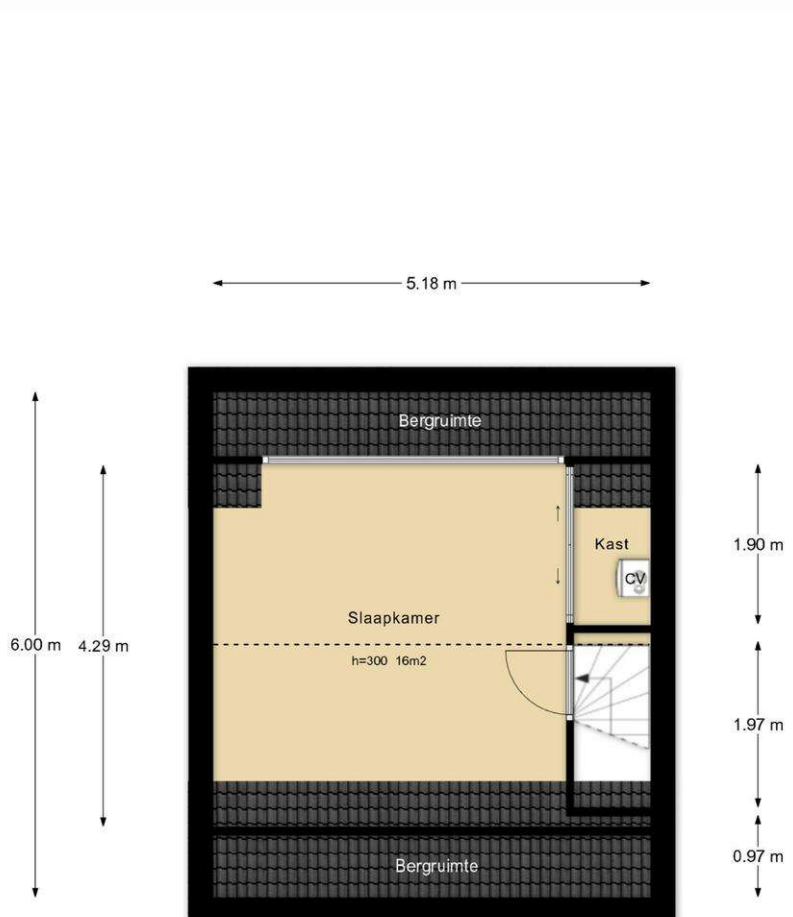 5.18 m
Bergruimte
Kast
1.90 m
CV
Slaapkamer
6.00 m
4.29 m
h=300 16m2
1.97 m
0.97 m
Bergruimte